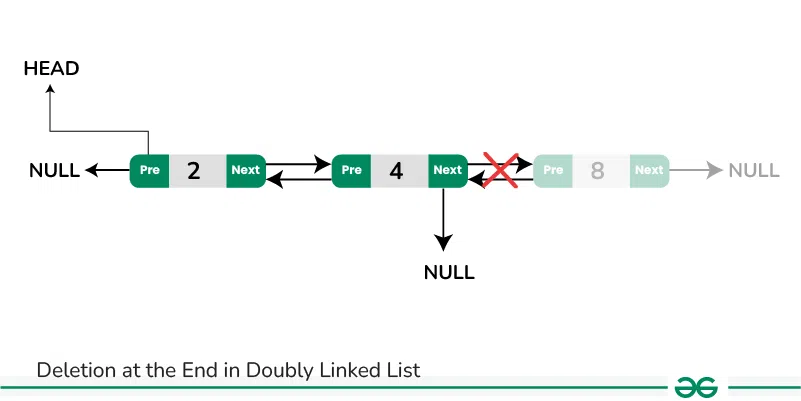 HEAD
NULL Pre 2 Next Pre 4 Next Pre 8 Next NULL
NULL
Deletion at the End in Doubly Linked List